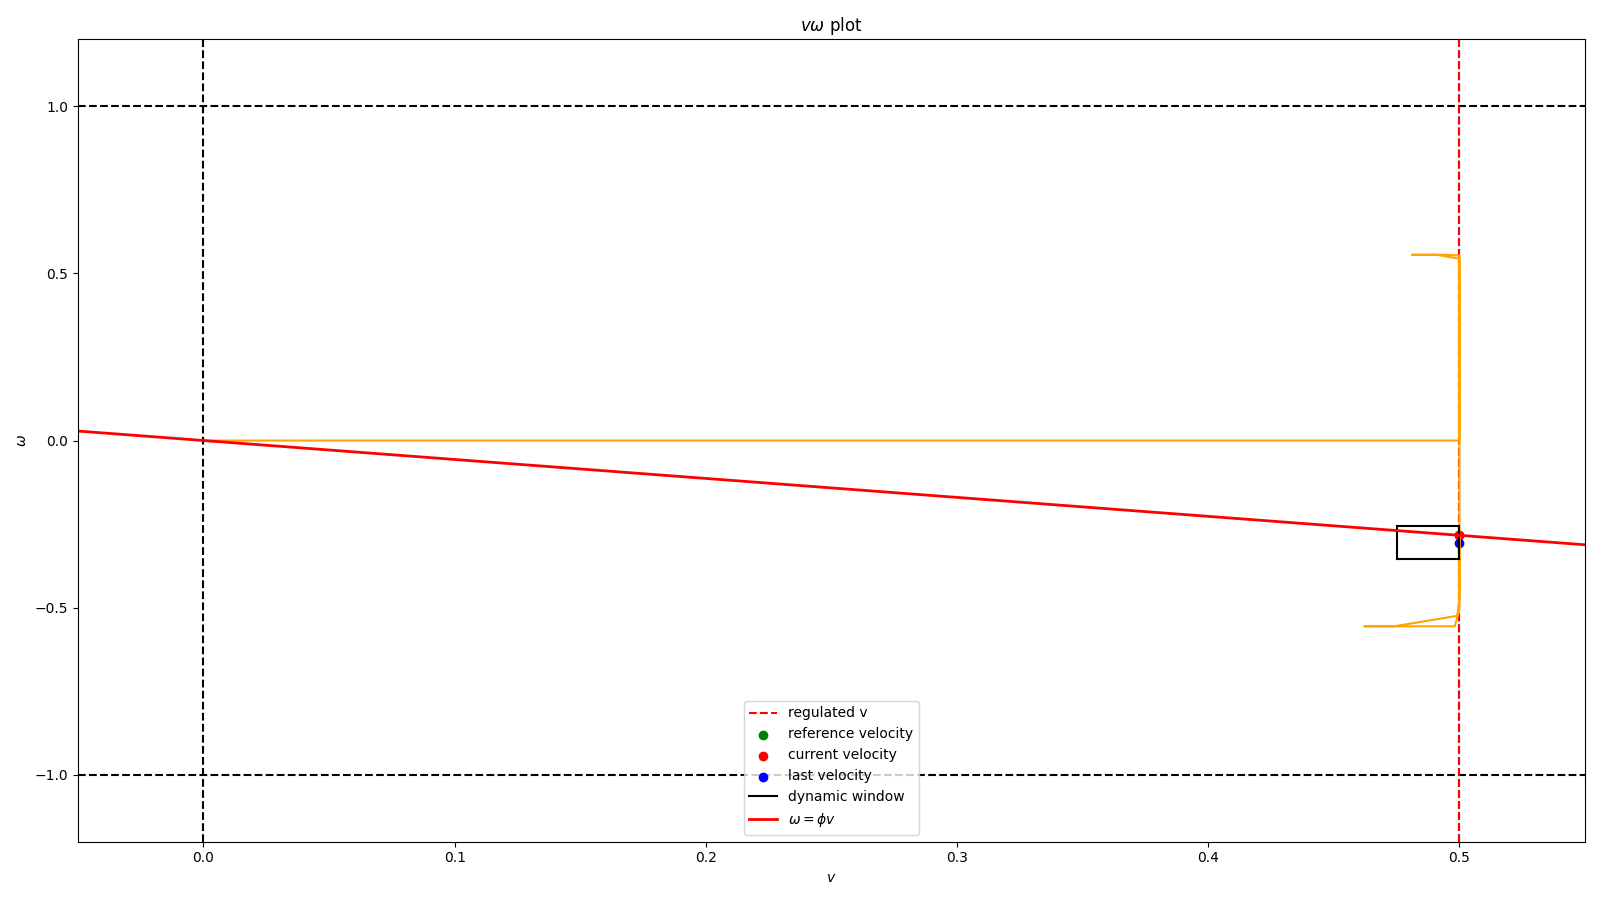 vω plot
ω
1.0
0.5
0.0
−0.5
−1.0
0.0 0.1 0.2 0.3 0.4 0.5
v
regulated v
reference velocity
current velocity
last velocity
dynamic window
ω = ϕv